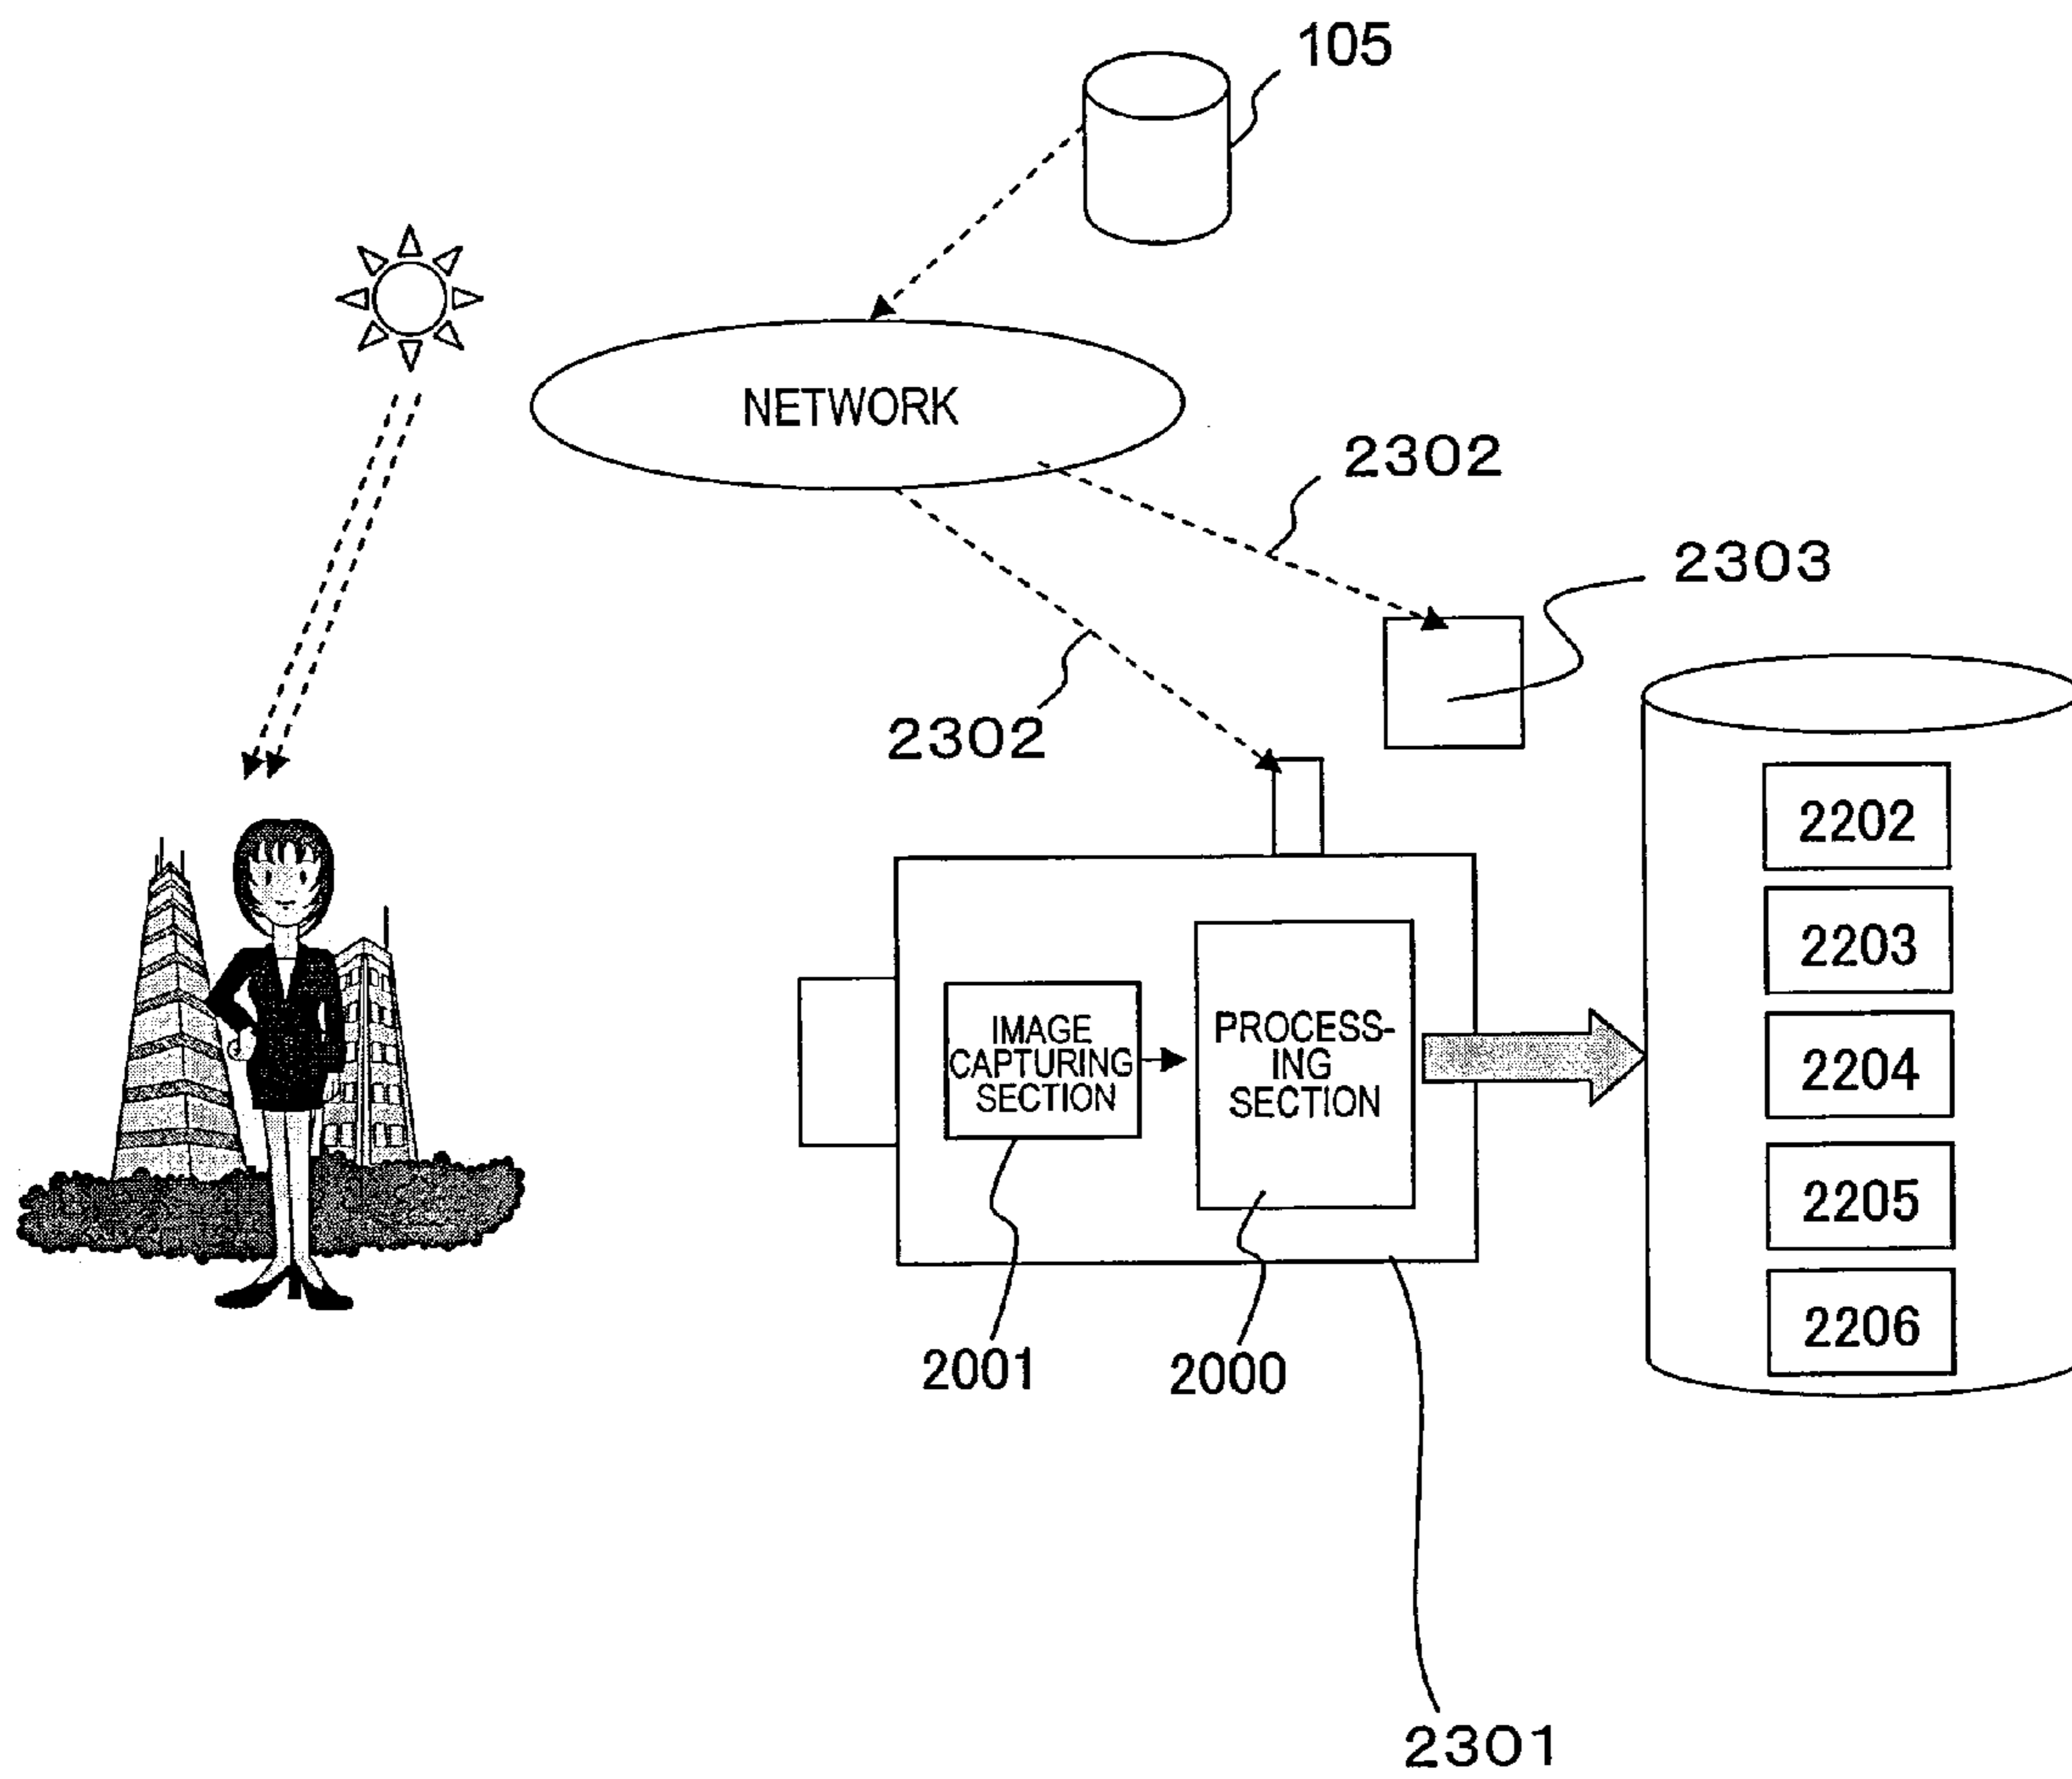 105
NETWORK
2302
2303
2302
2202
2203
IMAGE
CAPTURING
SECTION
PROCESS-
ING
SECTION
2204
2205
2206
2001
2000
2301